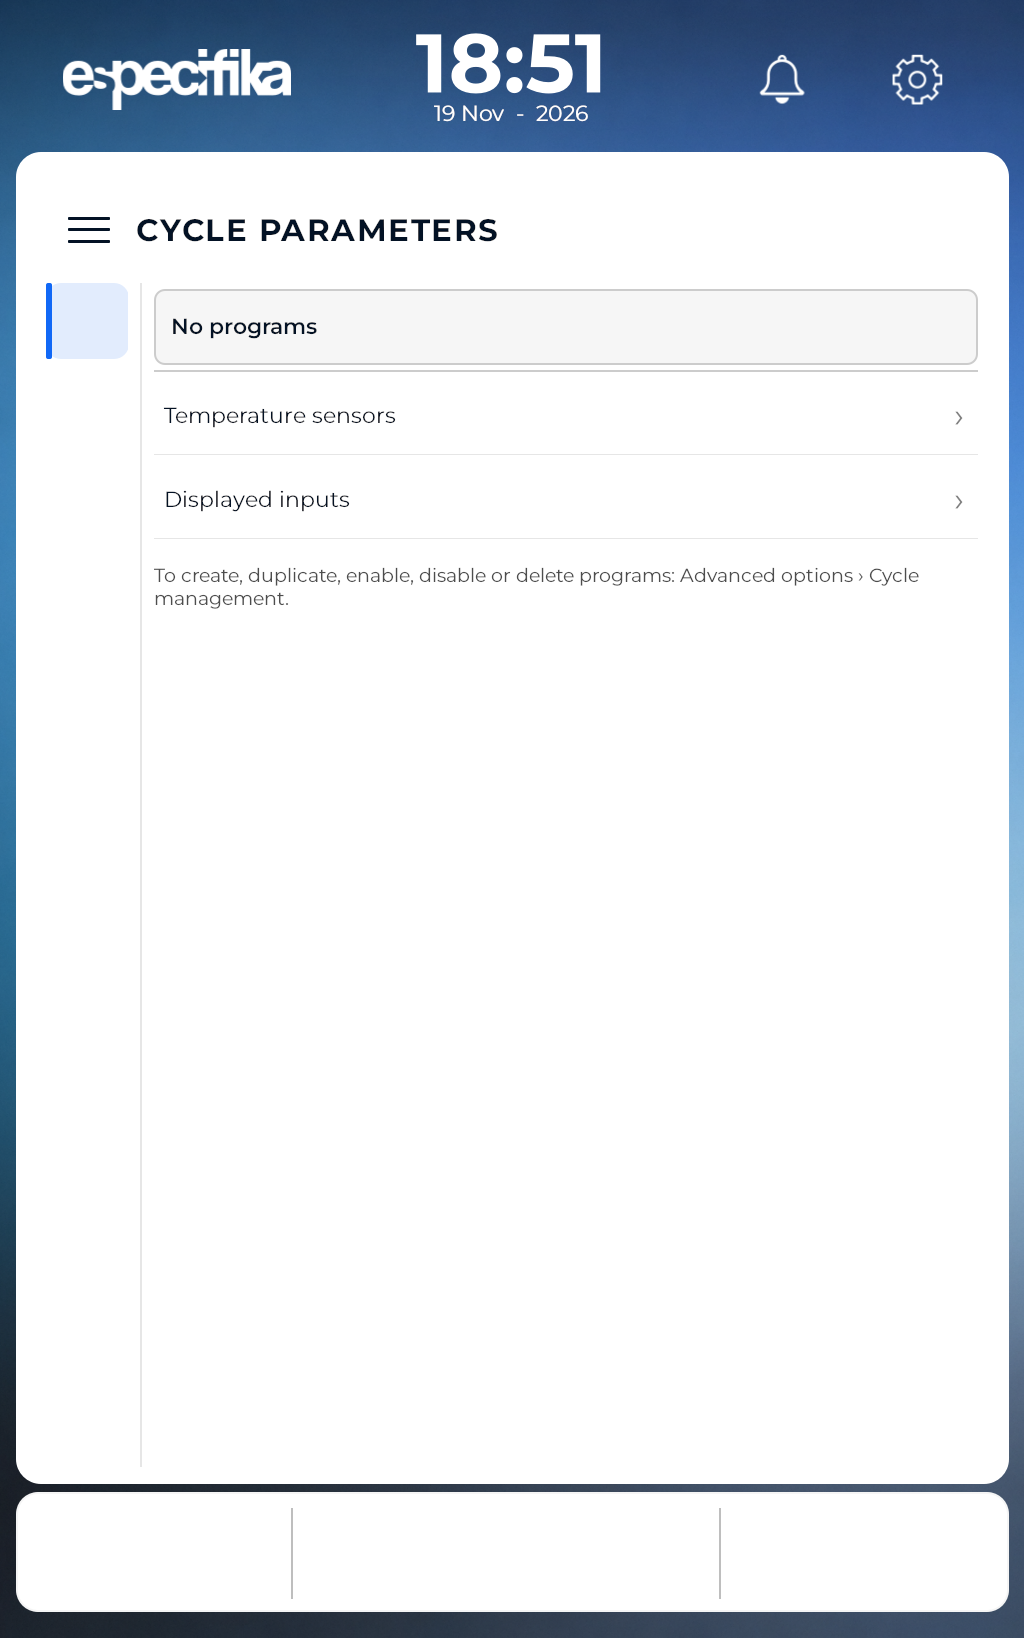 especifika
18:51
19 Nov - 2026
CYCLE PARAMETERS
No programs
Temperature sensors ›
Displayed inputs ›
To create, duplicate, enable, disable or delete programs: Advanced options › Cycle
management.